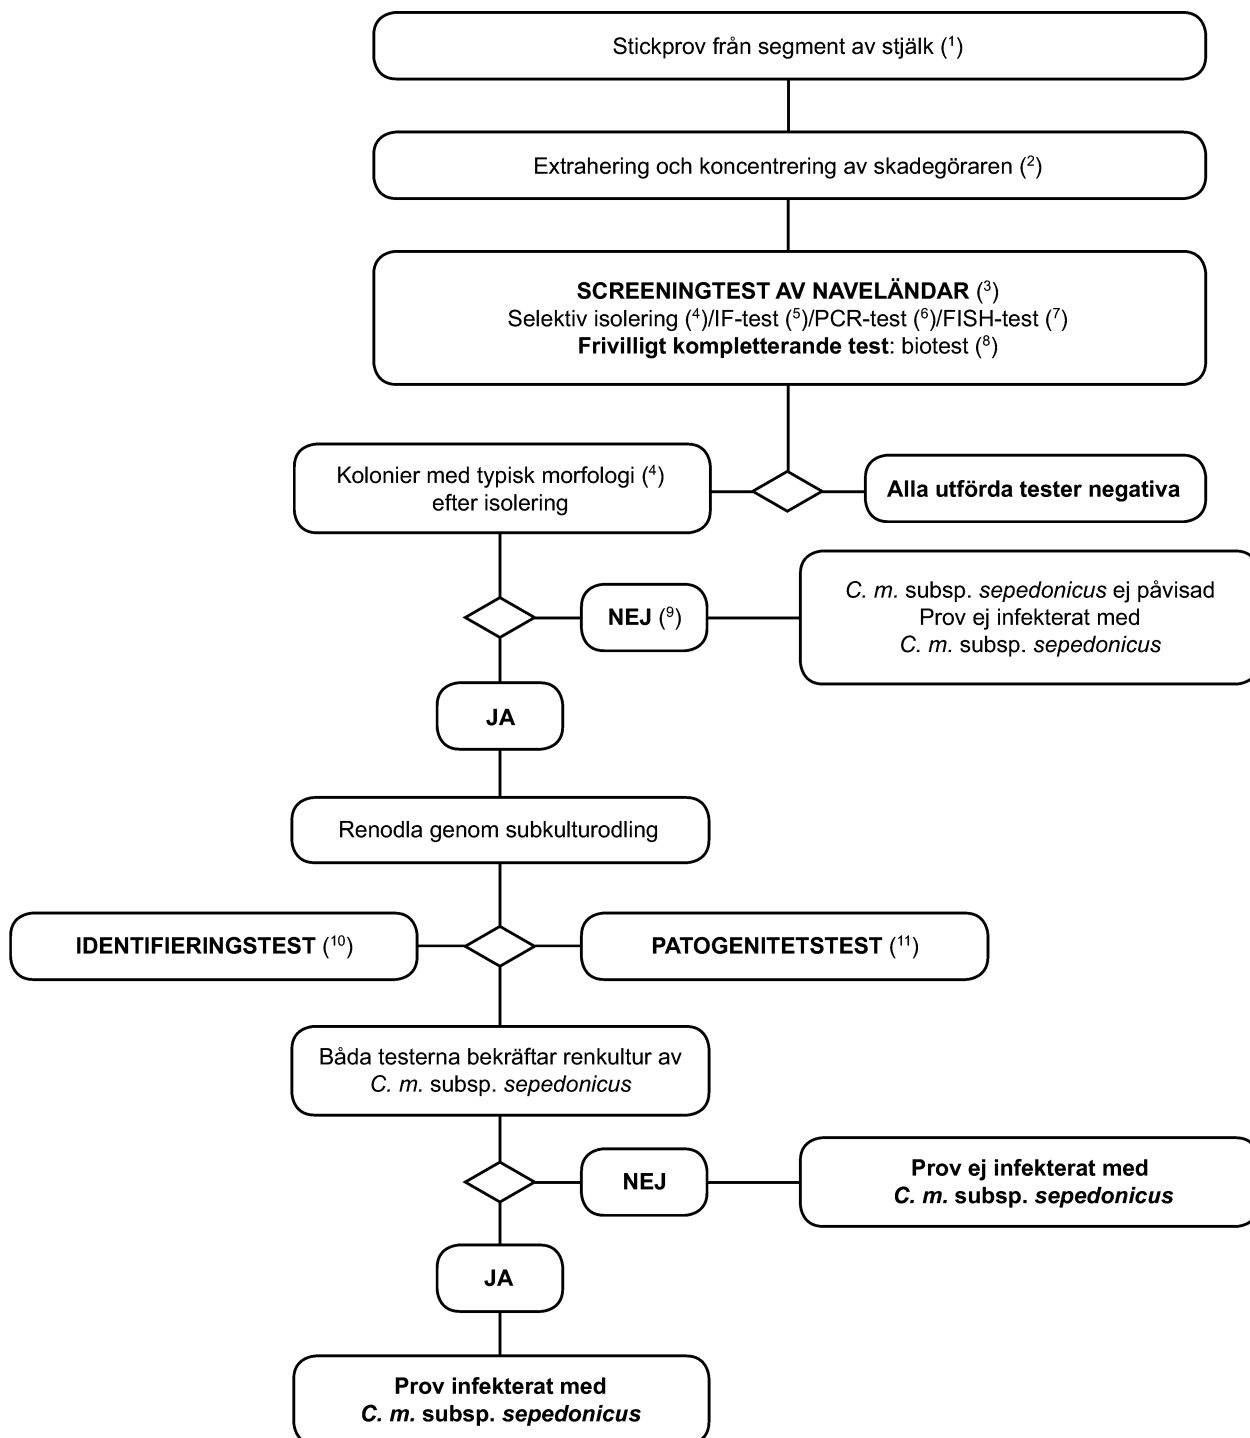 Stickprov från segment av stjälk (¹)
Extrahering och koncentrering av skadegöraren (²)
SCREENINGTEST AV NAVELÄNDAR (³)
Selektiv isolering (⁴)/IF-test (⁵)/PCR-test (⁶)/FISH-test (⁷)
Frivilligt kompletterande test: biotest (⁸)
Kolonier med typisk morfologi (⁴)
efter isolering
Alla utförda tester negativa
NEJ (⁹)
C. m. subsp. sepedonicus ej påvisad
Prov ej infekterat med
C. m. subsp. sepedonicus
JA
Renodla genom subkulturodling
IDENTIFIERINGSTEST (¹⁰)
PATOGENITETSTEST (¹¹)
Båda testerna bekräftar renkultur av
C. m. subsp. sepedonicus
NEJ
Prov ej infekterat med
C. m. subsp. sepedonicus
JA
Prov infekterat med
C. m. subsp. sepedonicus